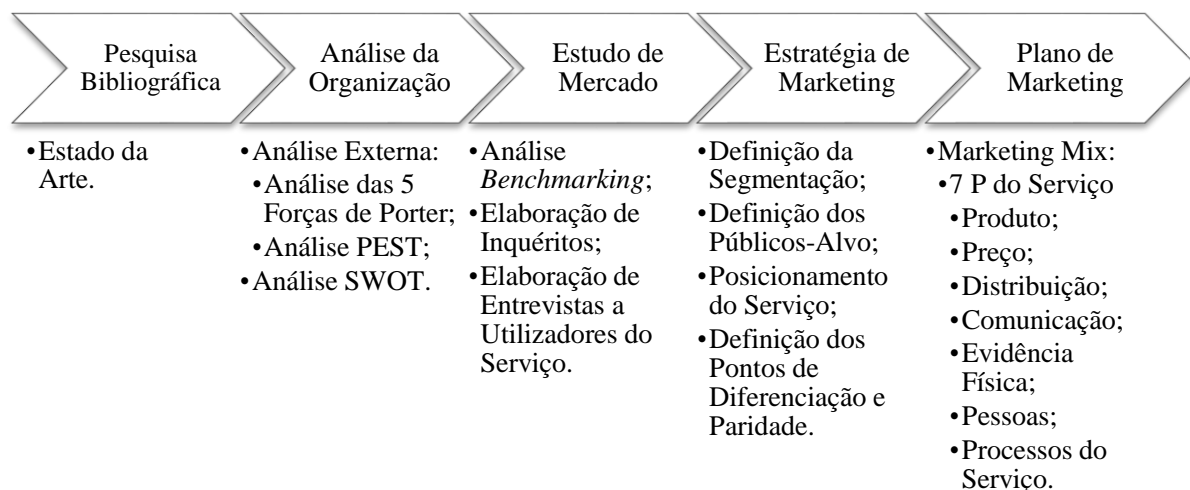 Pesquisa
Bibliográfica
Análise da
Organização
Estudo de
Mercado
Estratégia de
Marketing
Plano de
Marketing
•Estado da
Arte.
•Análise Externa:
•Análise das 5
Forças de Porter;
•Análise PEST;
•Análise SWOT.
•Análise
Benchmarking;
•Elaboração de
Inquéritos;
•Elaboração de
Entrevistas a
Utilizadores do
Serviço.
•Definição da
Segmentação;
•Definição dos
Públicos-Alvo;
•Posicionamento
do Serviço;
•Definição dos
Pontos de
Diferenciação e
Paridade.
•Marketing Mix:
•7 P do Serviço
•Produto;
•Preço;
•Distribuição;
•Comunicação;
•Evidência
Física;
•Pessoas;
•Processos do
Serviço.